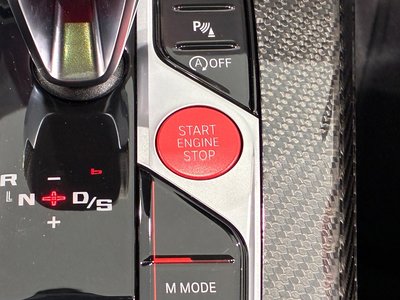 P
A OFF
START
ENGINE
STOP
R
N D/S
M MODE